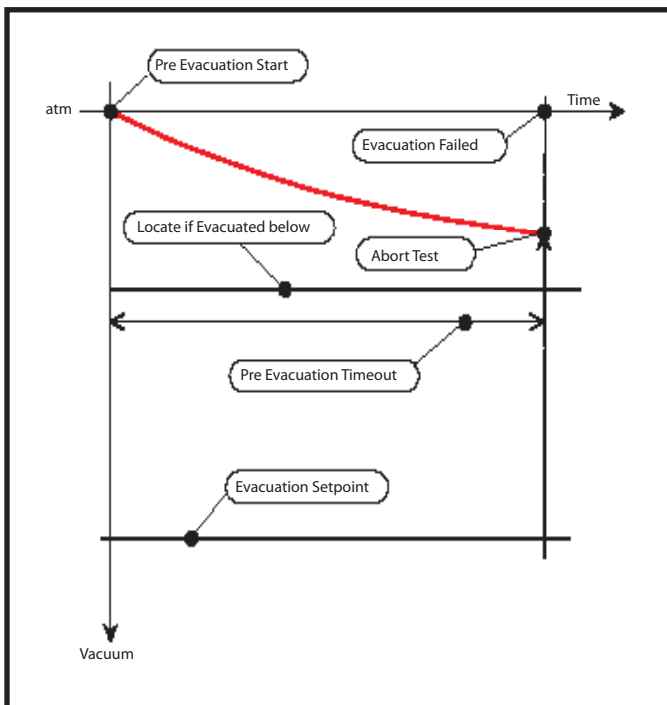 Pre Evacuation Start
atm
Time
Evacuation Failed
Locate if Evacuated below
Abort Test
Pre Evacuation Timeout
Evacuation Setpoint
Vacuum